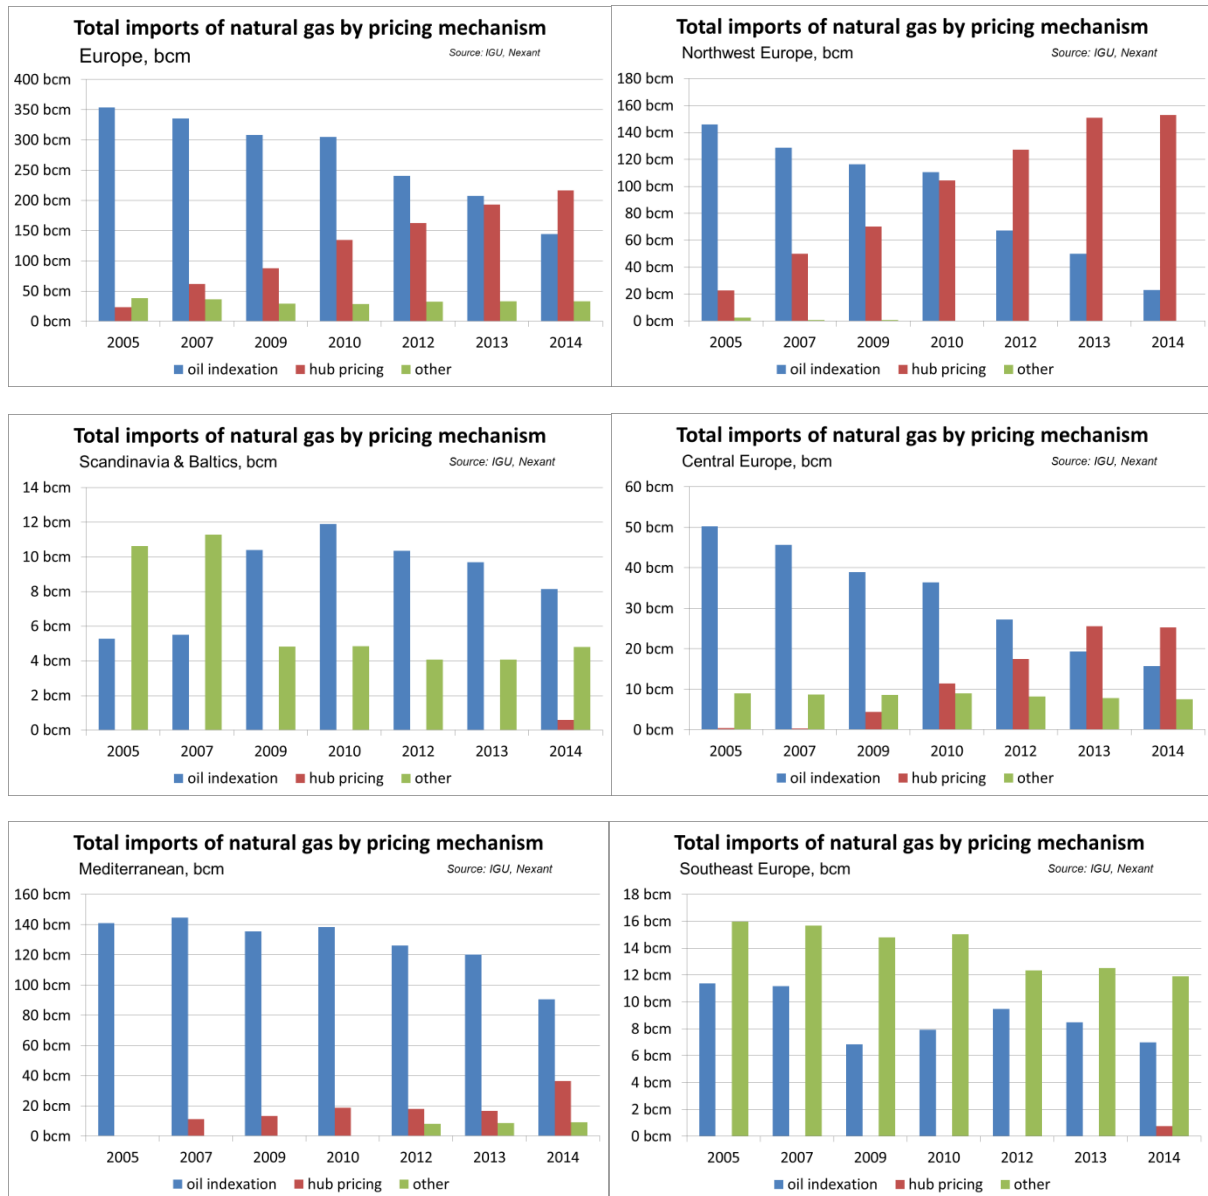 Total imports of natural gas by pricing mechanism
Europe, bcm
Source: IGU, Nexant
400 bcm
350 bcm
300 bcm
250 bcm
200 bcm
150 bcm
100 bcm
50 bcm
0 bcm
2005 2007 2009 2010 2012 2013 2014
oil indexation hub pricing other
Total imports of natural gas by pricing mechanism
Northwest Europe, bcm
Source: IGU, Nexant
180 bcm
160 bcm
140 bcm
120 bcm
100 bcm
80 bcm
60 bcm
40 bcm
20 bcm
0 bcm
2005 2007 2009 2010 2012 2013 2014
oil indexation hub pricing other
Total imports of natural gas by pricing mechanism
Scandinavia & Baltics, bcm
Source: IGU, Nexant
14 bcm
12 bcm
10 bcm
8 bcm
6 bcm
4 bcm
2 bcm
0 bcm
2005 2007 2009 2010 2012 2013 2014
oil indexation hub pricing other
Total imports of natural gas by pricing mechanism
Central Europe, bcm
Source: IGU, Nexant
60 bcm
50 bcm
40 bcm
30 bcm
20 bcm
10 bcm
0 bcm
2005 2007 2009 2010 2012 2013 2014
oil indexation hub pricing other
Total imports of natural gas by pricing mechanism
Mediterranean, bcm
Source: IGU, Nexant
160 bcm
140 bcm
120 bcm
100 bcm
80 bcm
60 bcm
40 bcm
20 bcm
0 bcm
2005 2007 2009 2010 2012 2013 2014
oil indexation hub pricing other
Total imports of natural gas by pricing mechanism
Southeast Europe, bcm
Source: IGU, Nexant
18 bcm
16 bcm
14 bcm
12 bcm
10 bcm
8 bcm
6 bcm
4 bcm
2 bcm
0 bcm
2005 2007 2009 2010 2012 2013 2014
oil indexation hub pricing other